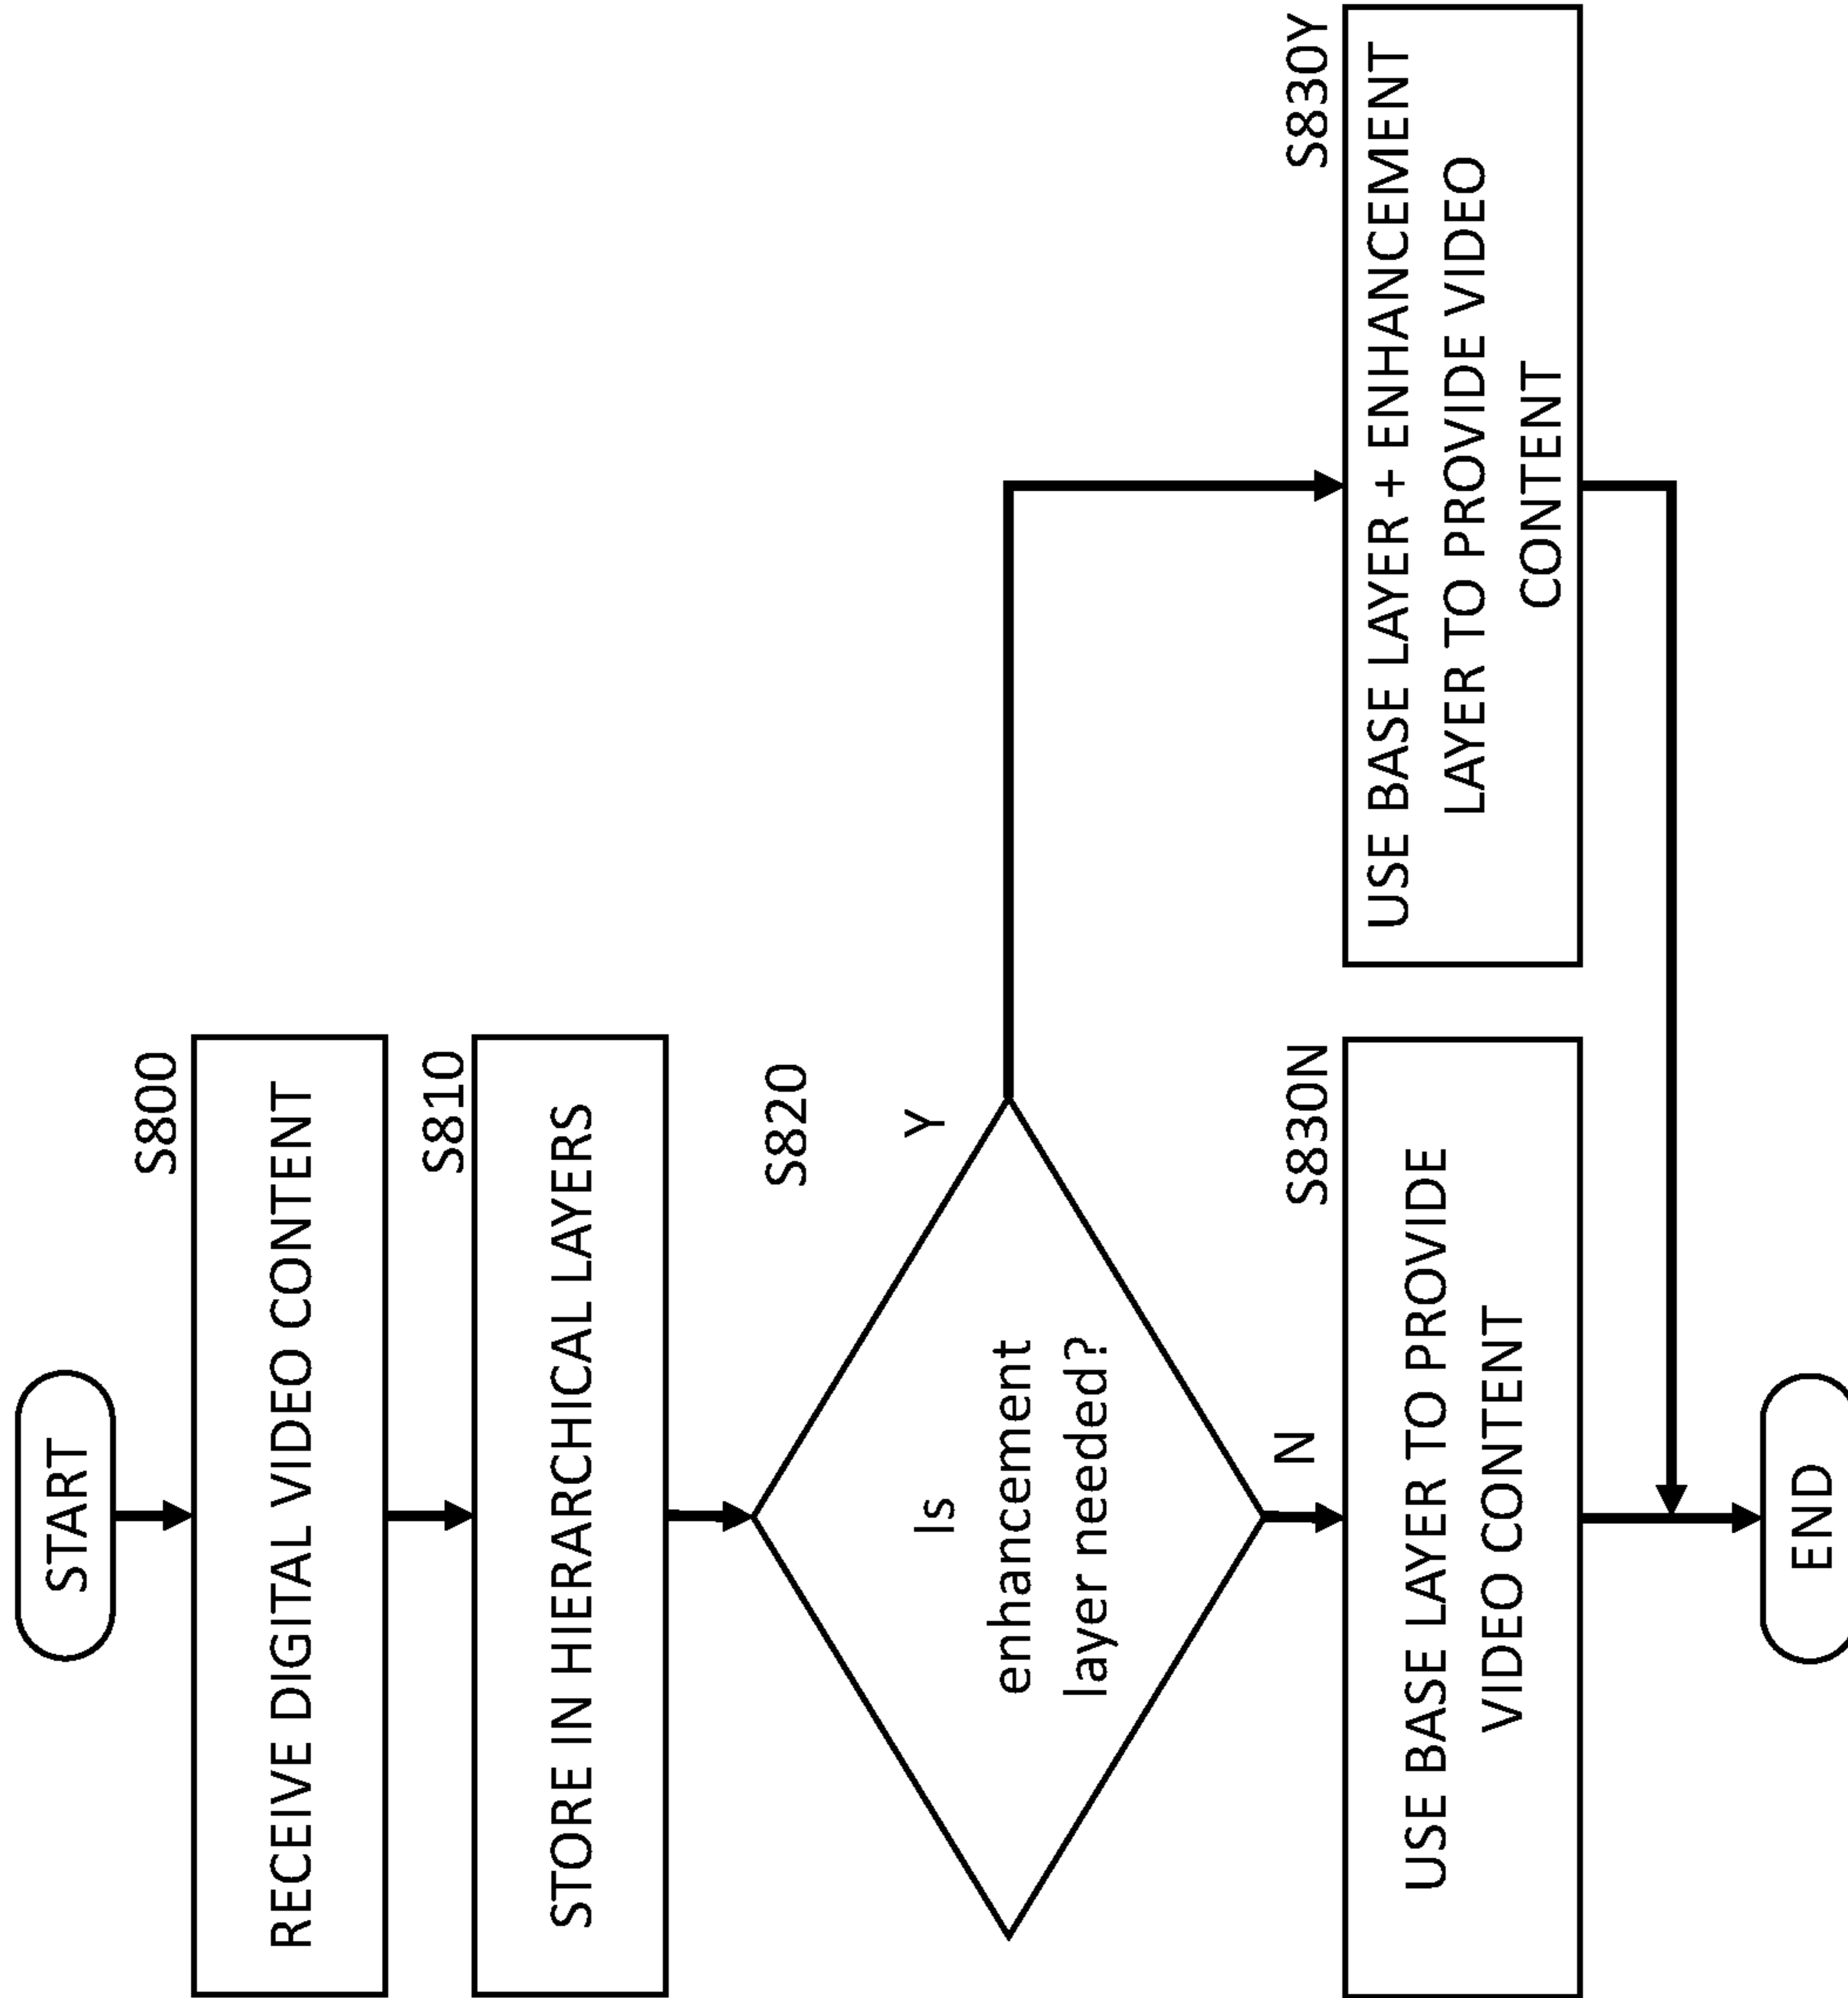 START
S800
RECEIVE DIGITAL VIDEO CONTENT
S810
STORE IN HIERARCHICAL LAYERS
S820
Is
enhancement
layer needed?
Y
N
S830N
USE BASE LAYER TO PROVIDE
VIDEO CONTENT
S830Y
USE BASE LAYER + ENHANCEMENT
LAYER TO PROVIDE VIDEO
CONTENT
END